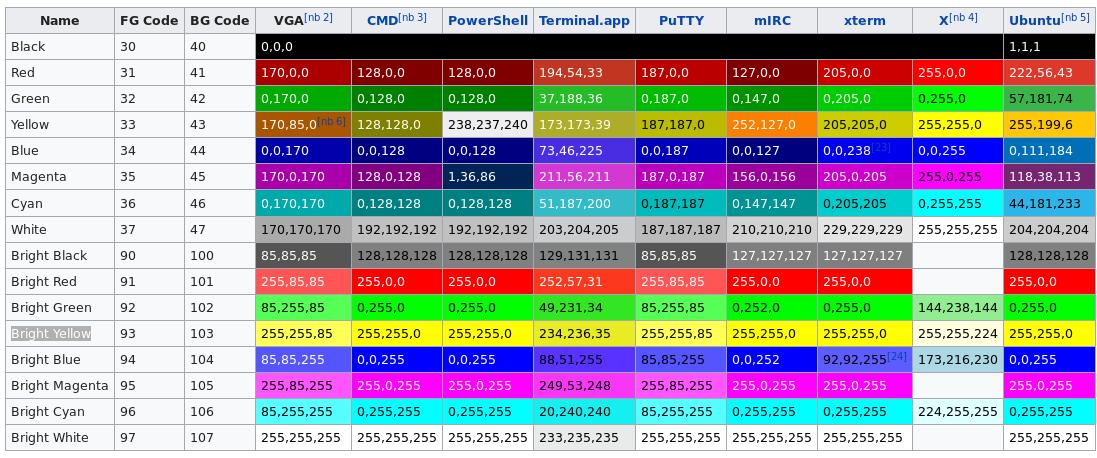 Name FG Code BG Code VGA[nb 2] CMD[nb 3] PowerShell Terminal.app PuTTY mIRC xterm X[nb 4] Ubuntu[nb 5]
Black 30 40 0,0,0 1,1,1
Red 31 41 170,0,0 128,0,0 128,0,0 194,54,33 187,0,0 127,0,0 205,0,0 255,0,0 222,56,43
Green 32 42 0,170,0 0,128,0 0,128,0 37,188,36 0,187,0 0,147,0 0,205,0 0,255,0 57,181,74
Yellow 33 43 170,85,0[nb 6] 128,128,0 238,237,240 173,173,39 187,187,0 252,127,0 205,205,0 255,255,0 255,199,6
Blue 34 44 0,0,170 0,0,128 0,0,128 73,46,225 0,0,187 0,0,127 0,0,238[23] 0,0,255 0,111,184
Magenta 35 45 170,0,170 128,0,128 1,36,86 211,56,211 187,0,187 156,0,156 205,0,205 255,0,255 118,38,113
Cyan 36 46 0,170,170 0,128,128 0,128,128 51,187,200 0,187,187 0,147,147 0,205,205 0,255,255 44,181,233
White 37 47 170,170,170 192,192,192 192,192,192 203,204,205 187,187,187 210,210,210 229,229,229 255,255,255 204,204,204
Bright Black 90 100 85,85,85 128,128,128 128,128,128 129,131,131 85,85,85 127,127,127 127,127,127 128,128,128
Bright Red 91 101 255,85,85 255,0,0 255,0,0 252,57,31 255,85,85 255,0,0 255,0,0 255,0,0
Bright Green 92 102 85,255,85 0,255,0 0,255,0 49,231,34 85,255,85 0,252,0 0,255,0 144,238,144 0,255,0
Bright Yellow 93 103 255,255,85 255,255,0 255,255,0 234,236,35 255,255,85 255,255,0 255,255,0 255,255,224 255,255,0
Bright Blue 94 104 85,85,255 0,0,255 0,0,255 88,51,255 85,85,255 0,0,252 92,92,255[24] 173,216,230 0,0,255
Bright Magenta 95 105 255,85,255 255,0,255 255,0,255 249,53,248 255,85,255 255,0,255 255,0,255 255,0,255
Bright Cyan 96 106 85,255,255 0,255,255 0,255,255 20,240,240 85,255,255 0,255,255 0,255,255 224,255,255 0,255,255
Bright White 97 107 255,255,255 255,255,255 255,255,255 233,235,235 255,255,255 255,255,255 255,255,255 255,255,255